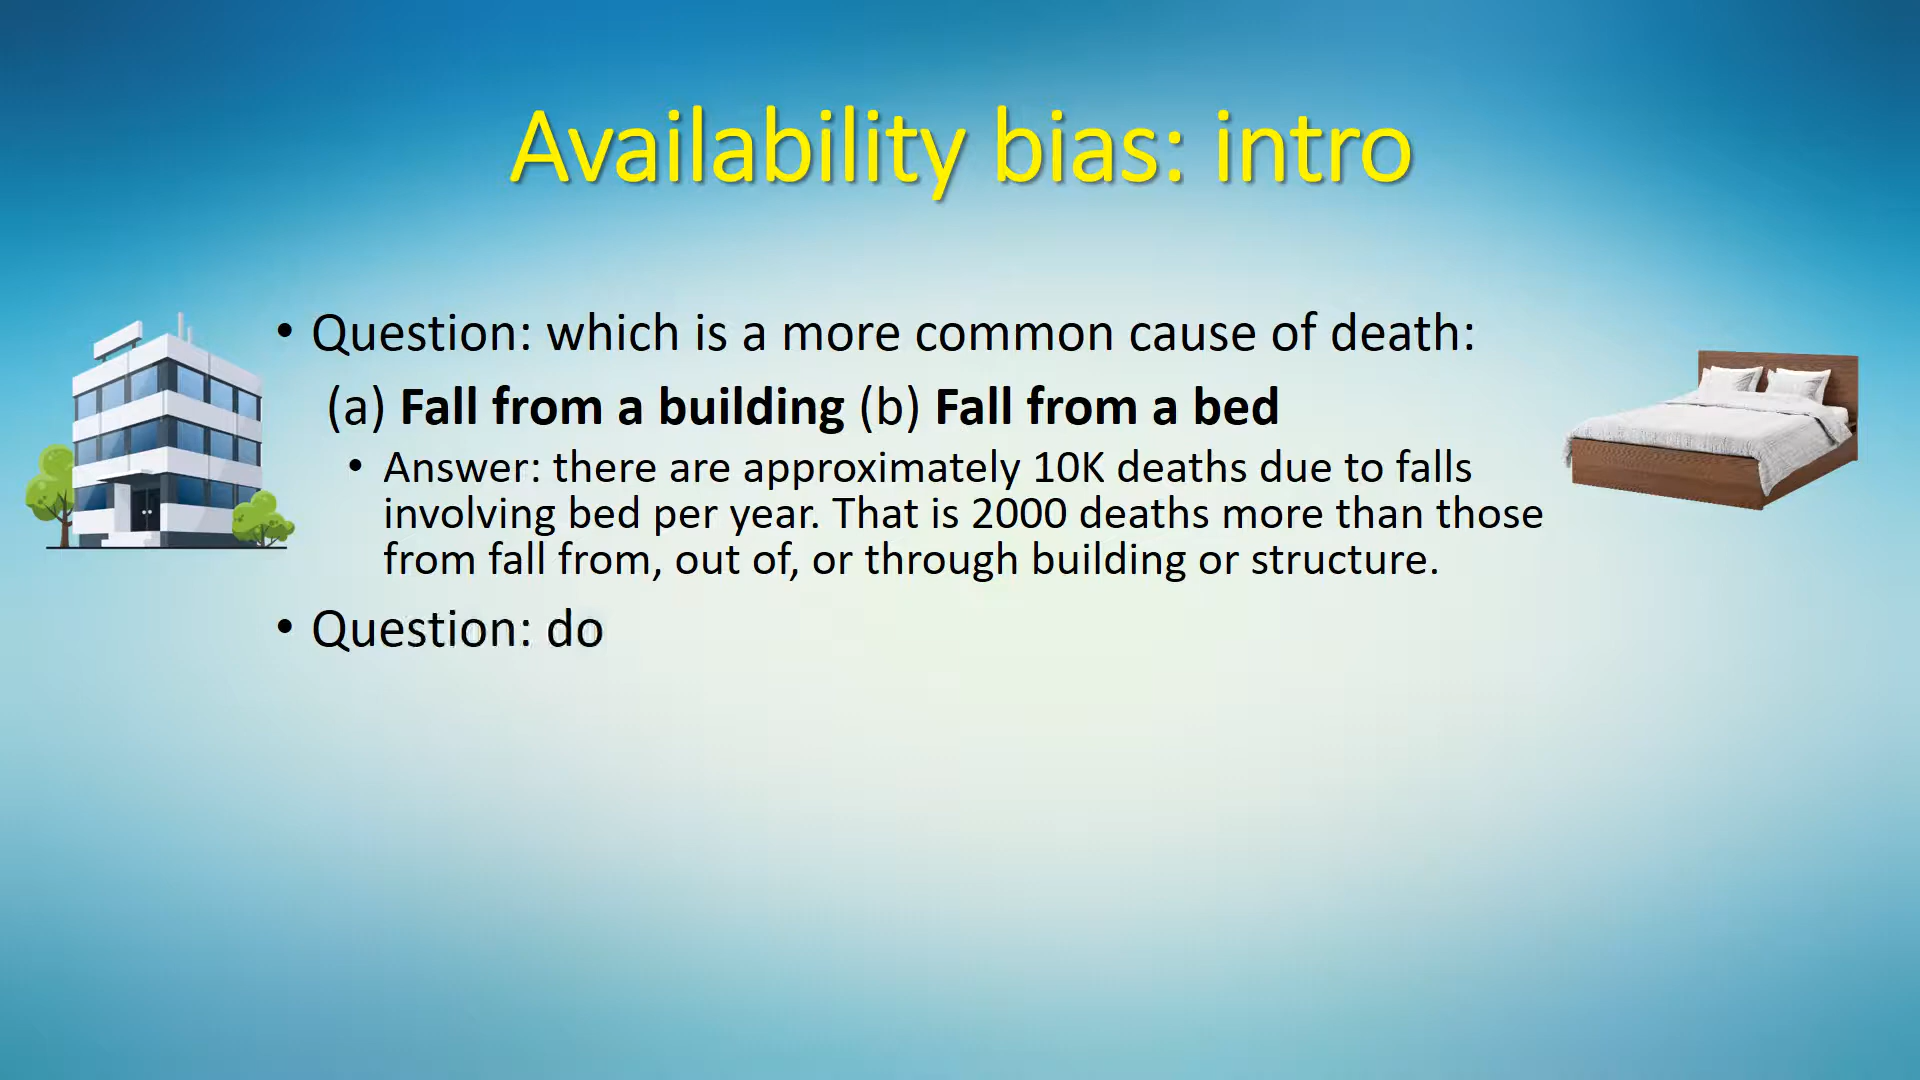 Availability bias: intro
• Question: which is a more common cause of death:
(a) Fall from a building (b) Fall from a bed
• Answer: there are approximately 10K deaths due to falls
involving bed per year. That is 2000 deaths more than those
from fall from, out of, or through building or structure.
• Question: do